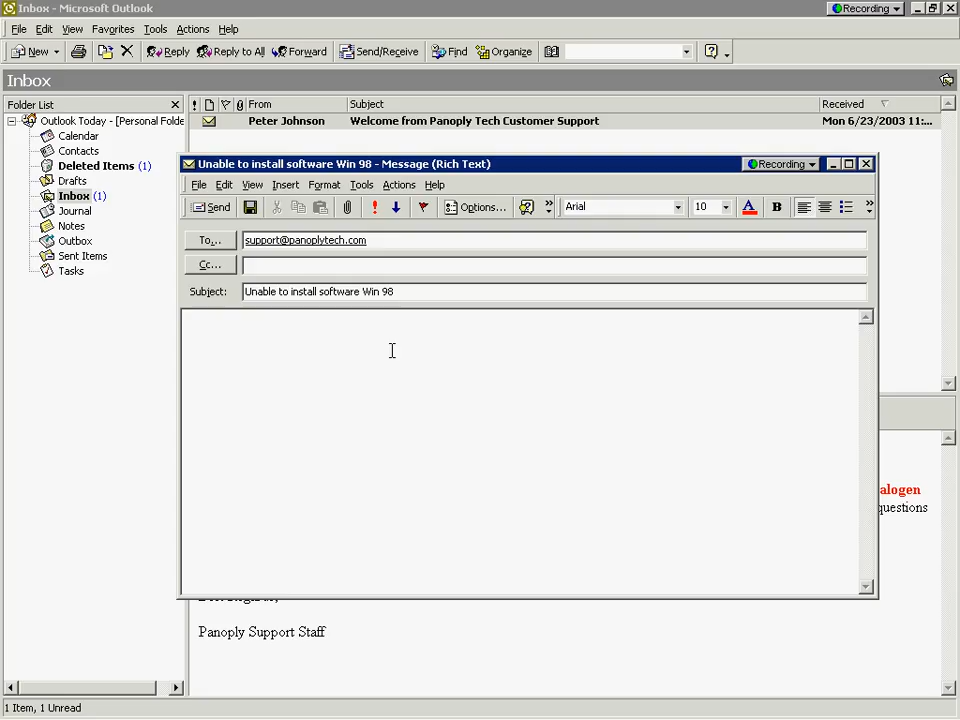 Inbox - Microsoft Outlook
Recording
File Edit View Favorites Tools Actions Help
New Reply Reply to All Forward Send/Receive Find Organize
Inbox
Folder List
From Subject Received
Outlook Today - [Personal Folde
Peter Johnson Welcome from Panoply Tech Customer Support Mon 6/23/2003 11:...
Calendar
Contacts
Deleted Items (1)
Drafts
Inbox (1)
Journal
Notes
Outbox
Sent Items
Tasks
Unable to install software Win 98 - Message (Rich Text)
Recording
File Edit View Insert Format Tools Actions Help
Send Options... Arial 10 A B
To... support@panoplytech.com
Cc...
Subject: Unable to install software Win 98
alogen
questions
Panoply Support Staff
1 Item, 1 Unread